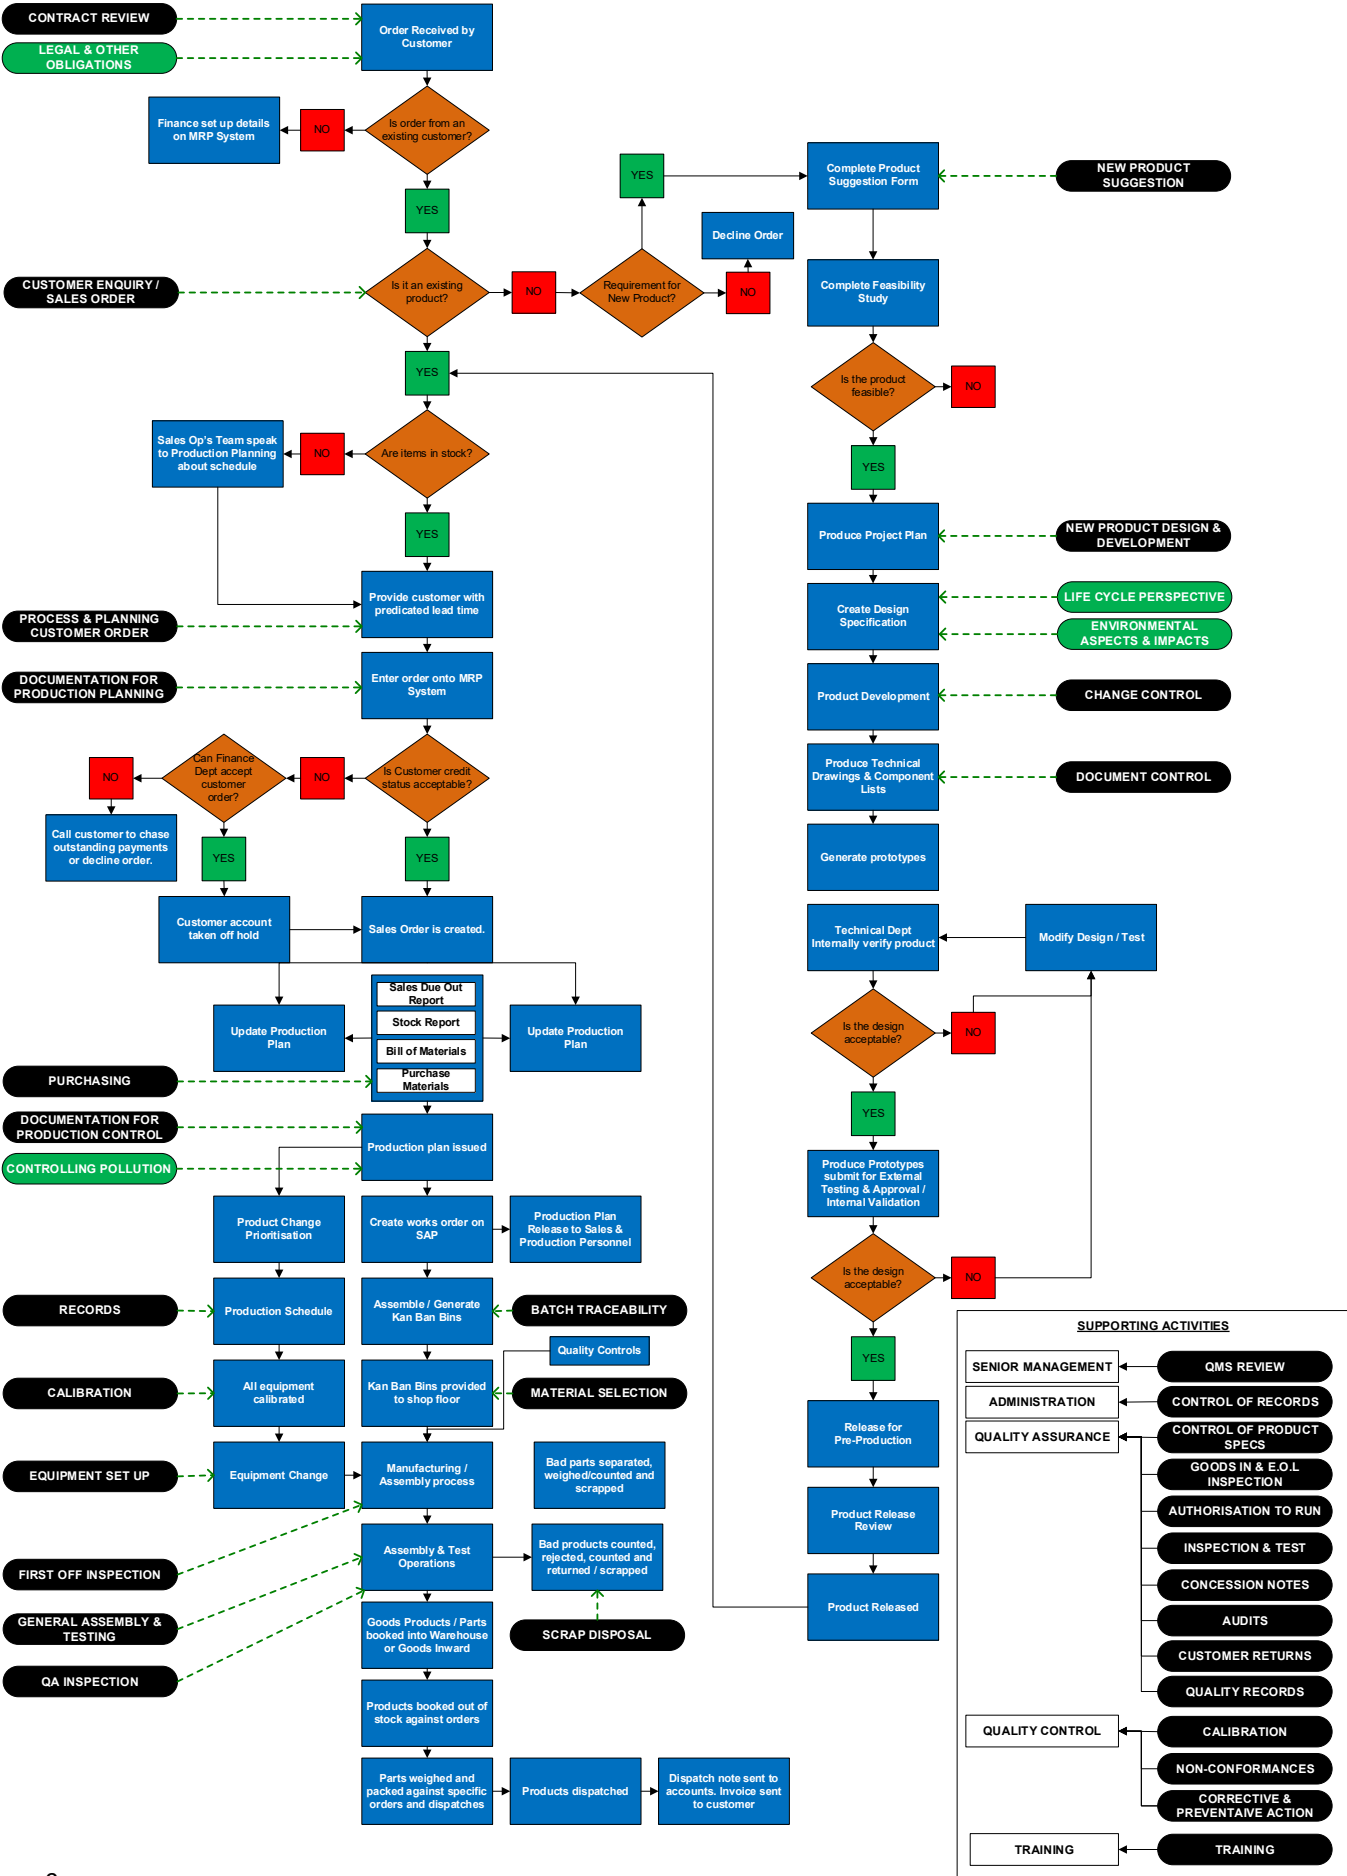 CONTRACT REVIEW
LEGAL & OTHER
OBLIGATIONS
Order Received by
Customer
Finance set up details
on MRP System
NO
Is order from an
existing customer?
YES
YES
Complete Product
Suggestion Form
NEW PRODUCT
SUGGESTION
Decline Order
CUSTOMER ENQUIRY /
SALES ORDER
Is it an existing
product?
NO
Requirement for
New Product?
NO
Complete Feasibility
Study
YES
Is the product
feasible?
NO
Sales Op's Team speak
to Production Planning
about schedule
NO
Are items in stock?
YES
YES
Produce Project Plan
NEW PRODUCT DESIGN &
DEVELOPMENT
PROCESS & PLANNING
CUSTOMER ORDER
Provide customer with
predicated lead time
Create Design
Specification
LIFE CYCLE PERSPECTIVE
ENVIRONMENTAL
ASPECTS & IMPACTS
DOCUMENTATION FOR
PRODUCTION PLANNING
Enter order onto MRP
System
Product Development
CHANGE CONTROL
NO
Can Finance
Dept accept
customer
order?
NO
Is Customer credit
status acceptable?
Produce Technical
Drawings & Component
Lists
DOCUMENT CONTROL
Call customer to chase
outstanding payments
or decline order.
YES
YES
Generate prototypes
Customer account
taken off hold
Sales Order is created.
Technical Dept
Internally verify product
Modify Design / Test
Update Production
Plan
Sales Due Out
Report
Stock Report
Bill of Materials
Purchase
Materials
Update Production
Plan
Is the design
acceptable?
NO
PURCHASING
YES
DOCUMENTATION FOR
PRODUCTION CONTROL
CONTROLLING POLLUTION
Production plan issued
Produce Prototypes
submit for External
Testing & Approval /
Internal Validation
Product Change
Prioritisation
Create works order on
SAP
Production Plan
Release to Sales &
Production Personnel
Is the design
acceptable?
NO
RECORDS
Production Schedule
Assemble / Generate
Kan Ban Bins
BATCH TRACEABILITY
YES
Quality Controls
CALIBRATION
All equipment
calibrated
Kan Ban Bins provided
to shop floor
MATERIAL SELECTION
Release for
Pre-Production
EQUIPMENT SET UP
Equipment Change
Manufacturing /
Assembly process
Bad parts separated,
weighed/counted and
scrapped
Product Release
Review
FIRST OFF INSPECTION
Assembly & Test
Operations
Bad products counted,
rejected, counted and
returned / scrapped
Product Released
GENERAL ASSEMBLY &
TESTING
Goods Products / Parts
booked into Warehouse
or Goods Inward
SCRAP DISPOSAL
QA INSPECTION
Products booked out of
stock against orders
Parts weighed and
packed against specific
orders and dispatches
Products dispatched
Dispatch note sent to
accounts. Invoice sent
to customer
SUPPORTING ACTIVITIES
SENIOR MANAGEMENT
QMS REVIEW
ADMINISTRATION
CONTROL OF RECORDS
QUALITY ASSURANCE
CONTROL OF PRODUCT
SPECS
GOODS IN & E.O.L
INSPECTION
AUTHORISATION TO RUN
INSPECTION & TEST
CONCESSION NOTES
AUDITS
CUSTOMER RETURNS
QUALITY RECORDS
QUALITY CONTROL
CALIBRATION
NON-CONFORMANCES
CORRECTIVE &
PREVENTAIVE ACTION
TRAINING
TRAINING